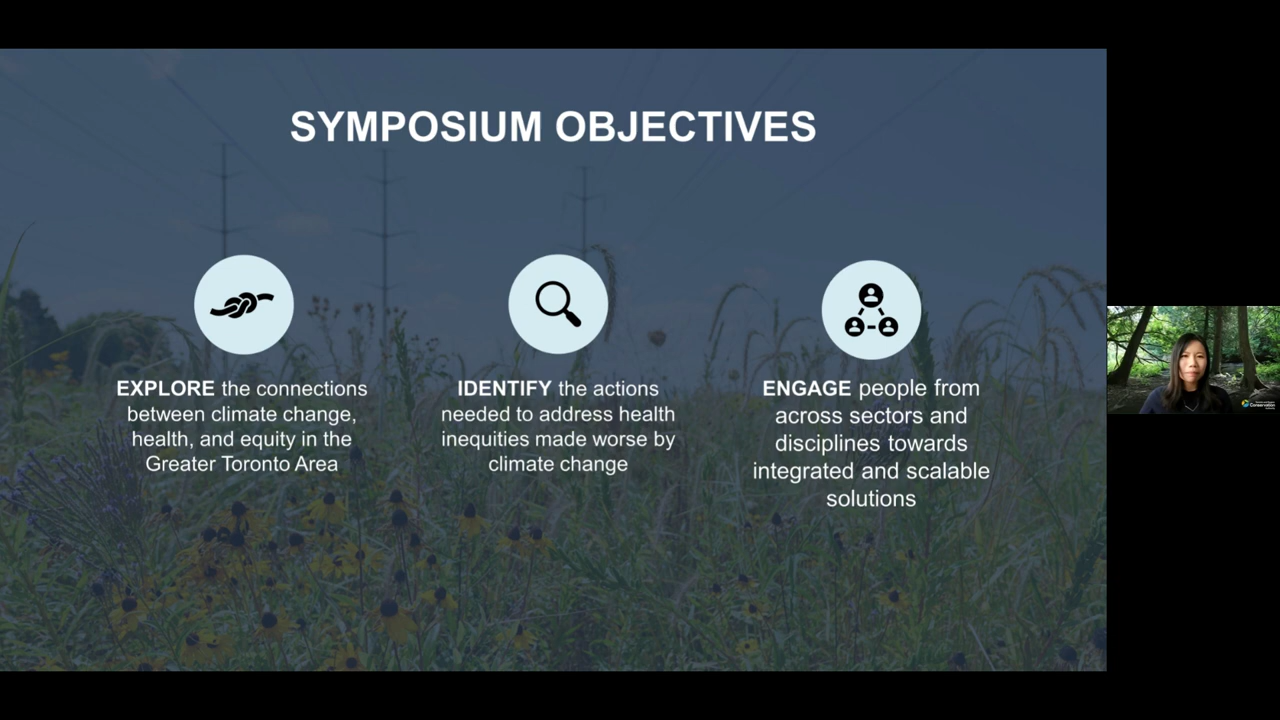 SYMPOSIUM OBJECTIVES
EXPLORE the connections
between climate change,
health, and equity in the
Greater Toronto Area
IDENTIFY the actions
needed to address health
inequities made worse by
climate change
ENGAGE people from
across sectors and
disciplines towards
integrated and scalable
solutions
Conservation